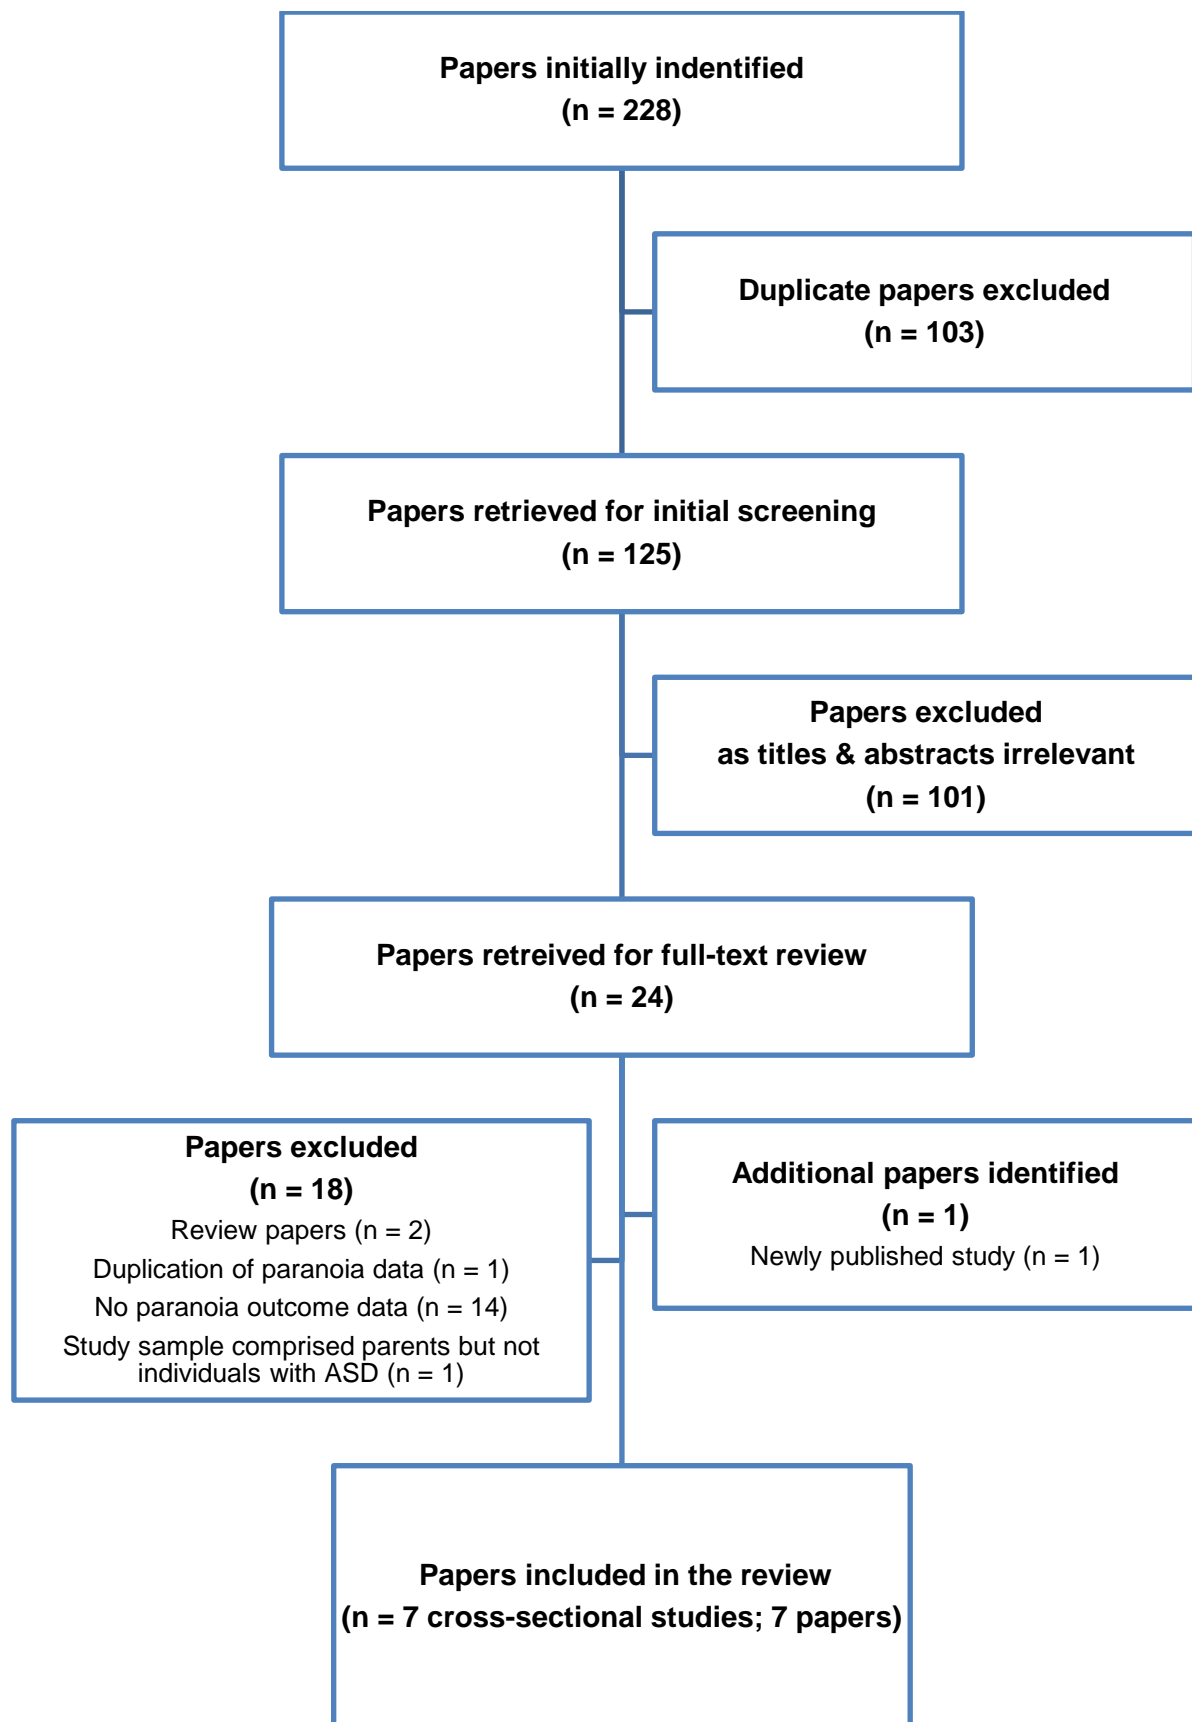 Papers initially indentified
(n = 228)
Duplicate papers excluded
(n = 103)
Papers retrieved for initial screening
(n = 125)
Papers excluded
as titles & abstracts irrelevant
(n = 101)
Papers retreived for full-text review
(n = 24)
Papers excluded
(n = 18)
Review papers (n = 2)
Duplication of paranoia data (n = 1)
No paranoia outcome data (n = 14)
Study sample comprised parents but not
individuals with ASD (n = 1)
Additional papers identified
(n = 1)
Newly published study (n = 1)
Papers included in the review
(n = 7 cross-sectional studies; 7 papers)